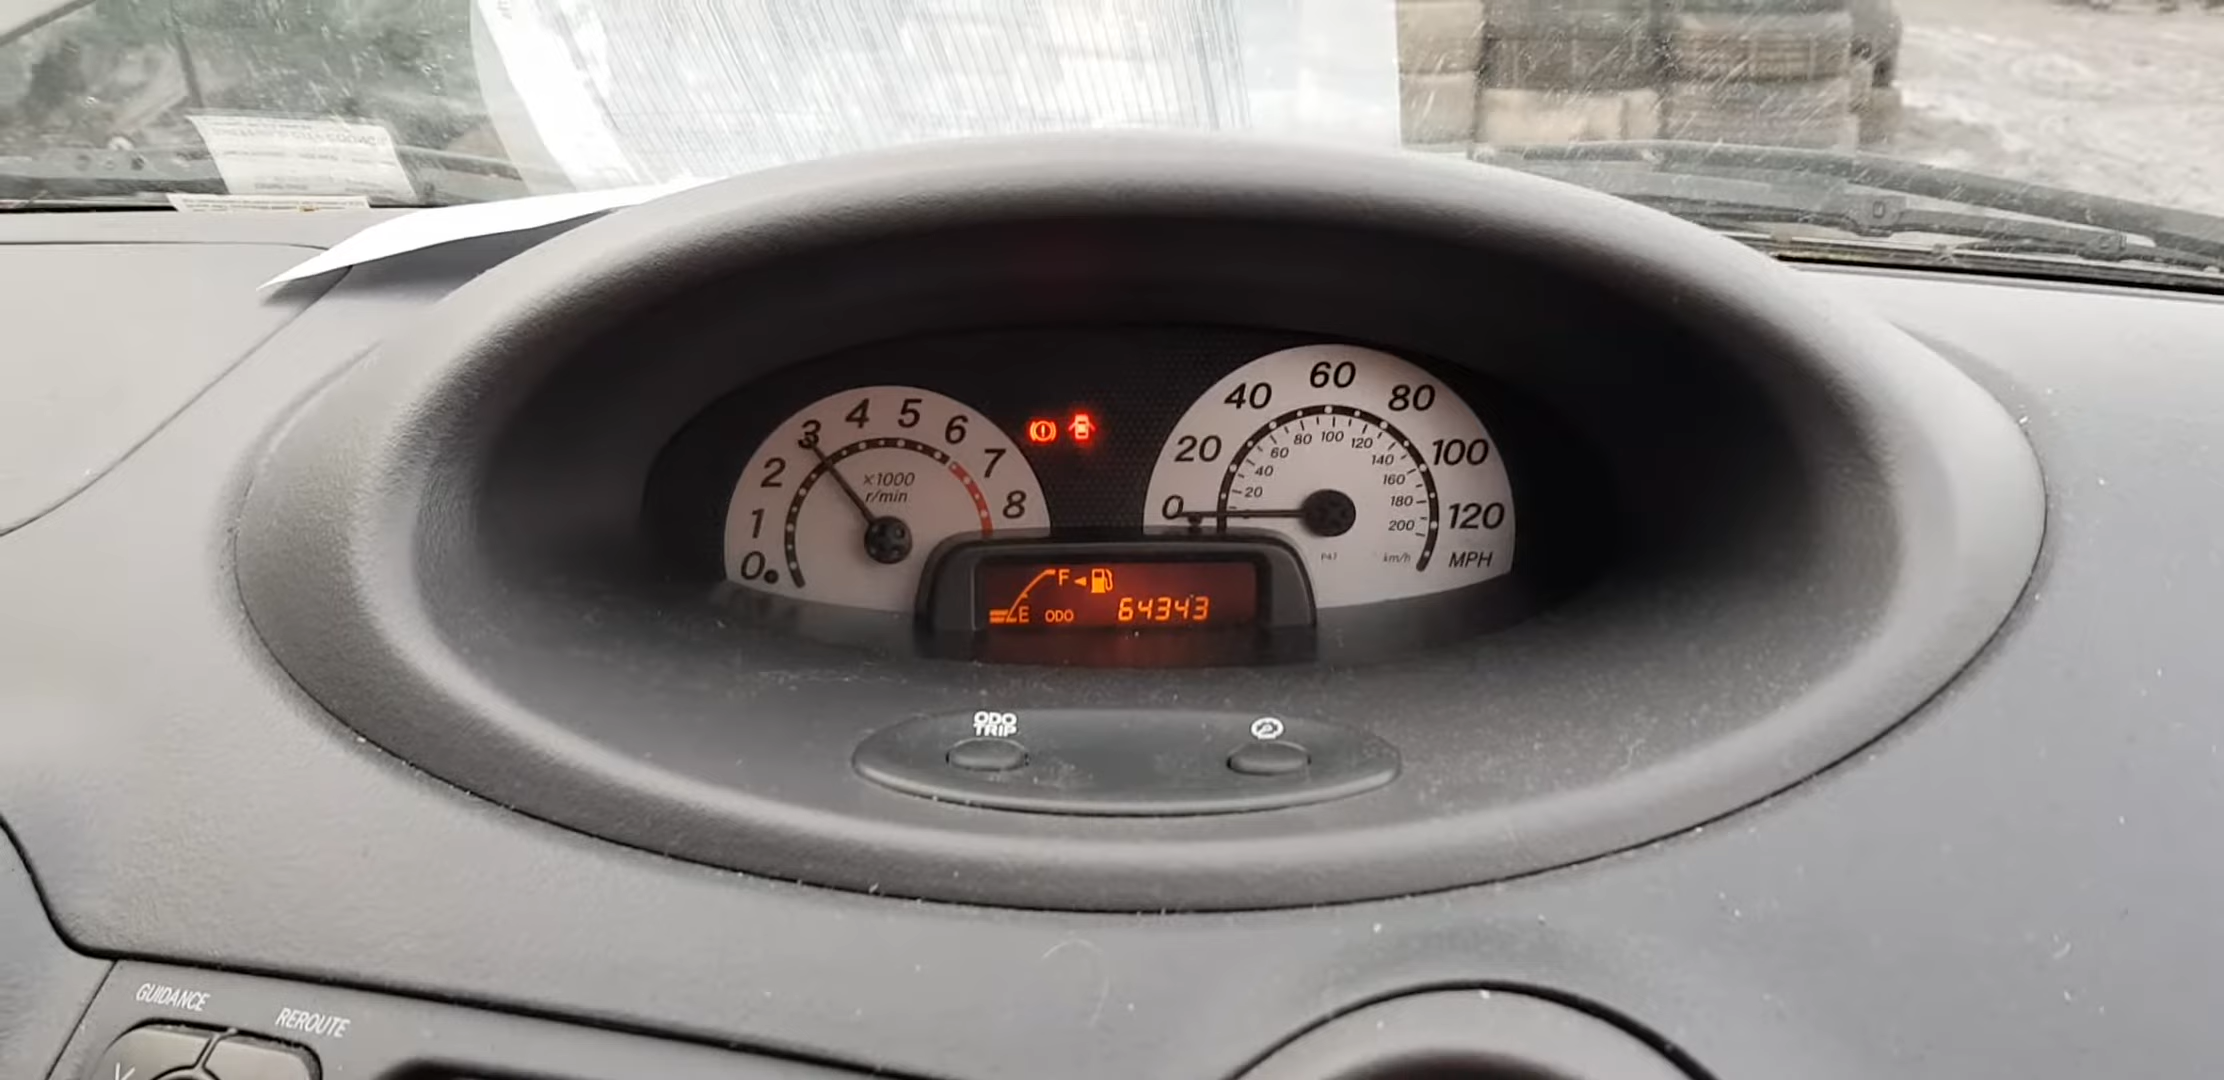 0 1 2 3 4 5 6 7 8
×1000
r/min
0 20 40 60 80 100 120
20 40 60 80 100 120 140 160 180 200
km/h
MPH
F
E ODO 64343
ODO
TRIP
GUIDANCE
REROUTE